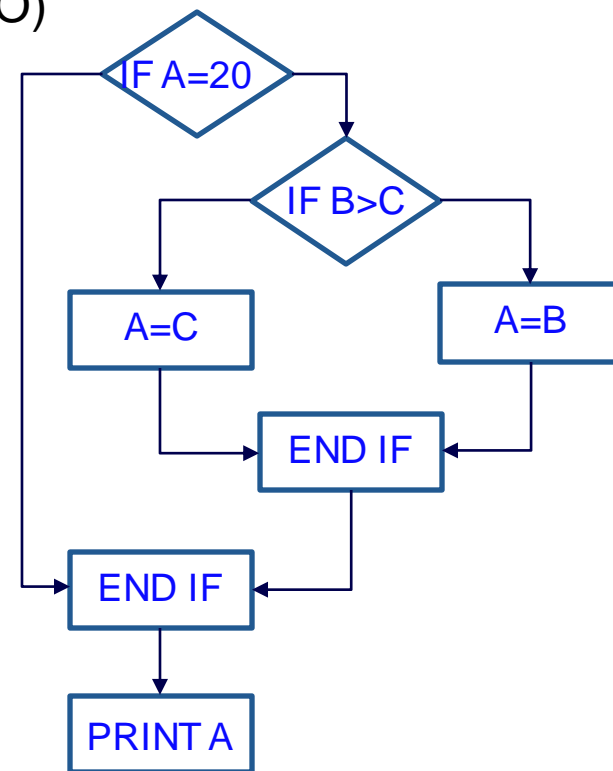 O)
IF A=20
IF B>C
A=C
A=B
END IF
END IF
PRINT A